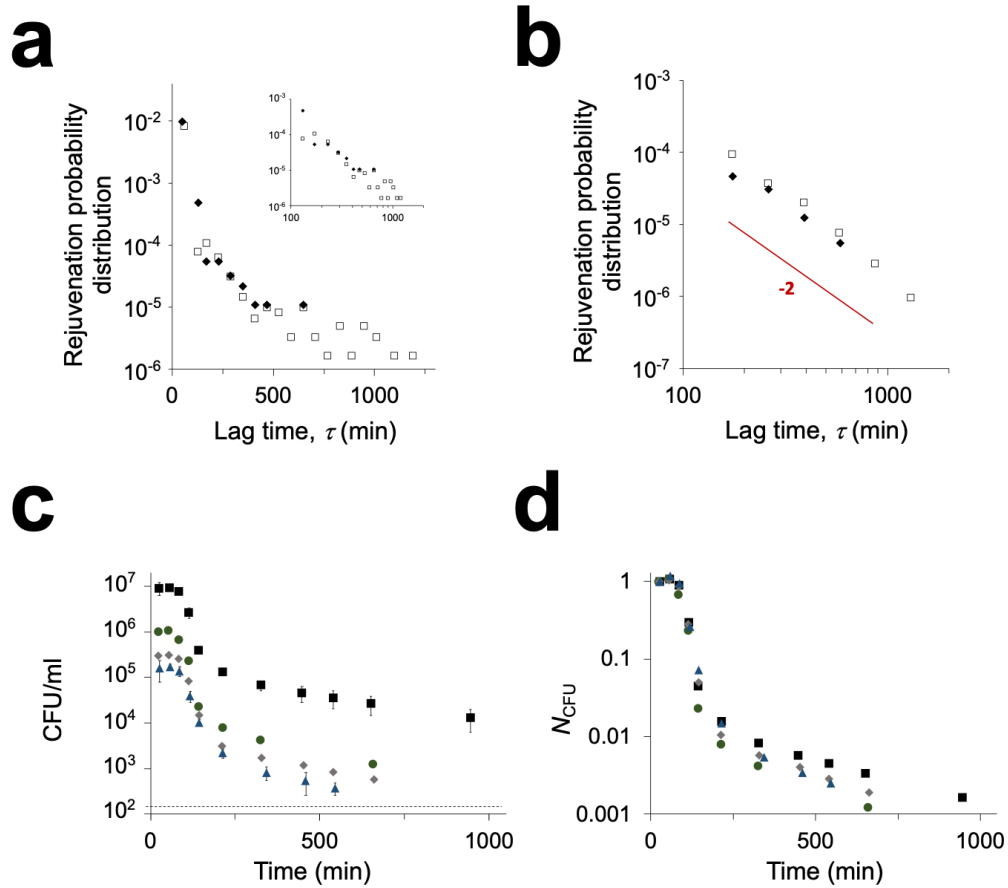 a
Rejuvenation probability
distribution
10⁻²
10⁻³
10⁻⁴
10⁻⁵
10⁻⁶
0
500
1000
Lag time, τ (min)
10⁻³
10⁻⁴
10⁻⁵
10⁻⁶
100
1000
b
Rejuvenation probability
distribution
10⁻³
10⁻⁴
10⁻⁵
10⁻⁶
10⁻⁷
-2
100
1000
Lag time, τ (min)
c
CFU/ml
10⁷
10⁶
10⁵
10⁴
10³
10²
0
500
1000
Time (min)
d
N_CFU
1
0.1
0.01
0.001
0
500
1000
Time (min)